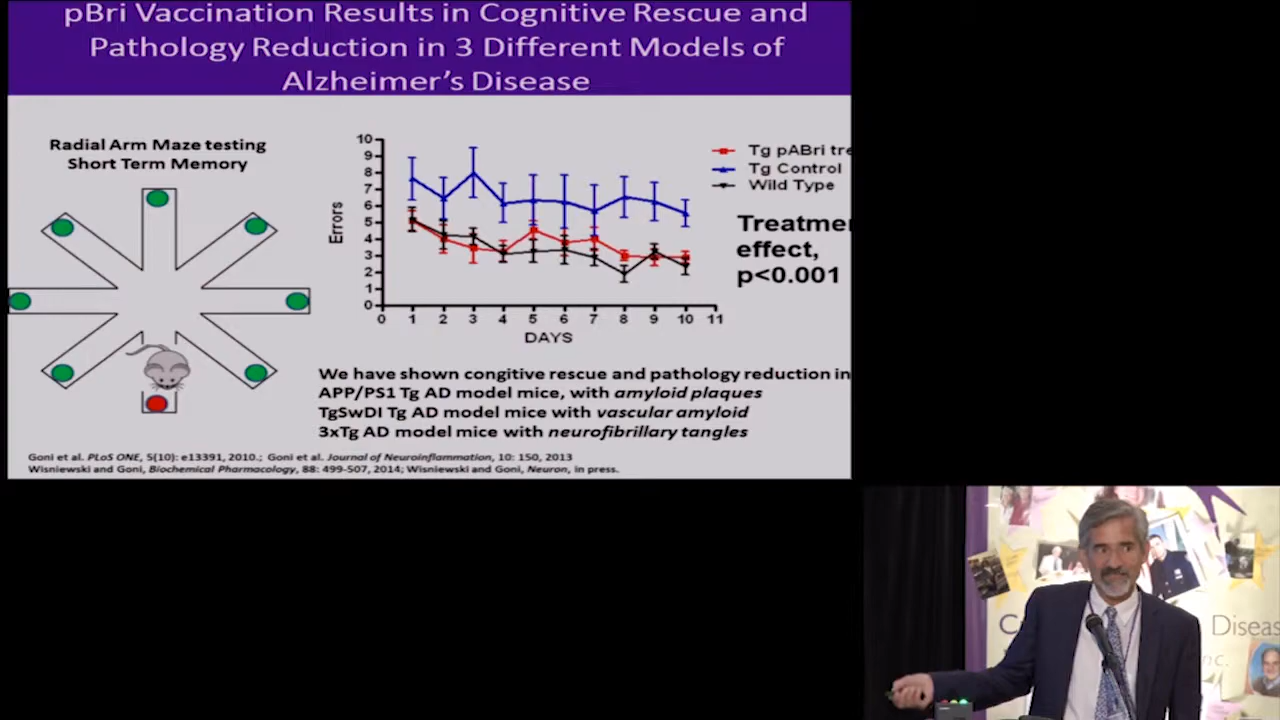 pBri Vaccination Results in Cognitive Rescue and
Pathology Reduction in 3 Different Models of
Alzheimer's Disease
Radial Arm Maze testing
Short Term Memory
10
9
8
7
6
5
4
3
2
1
0
Errors
0 1 2 3 4 5 6 7 8 9 10 11
DAYS
Tg pABri tre
Tg Control
Wild Type
Treatme
effect,
p<0.001
We have shown congitive rescue and pathology reduction in
APP/PS1 Tg AD model mice, with amyloid plaques
TgSwDI Tg AD model mice with vascular amyloid
3xTg AD model mice with neurofibrillary tangles
Goni et al. PLoS ONE, 5[10]: e13391, 2010.; Goni et al. Journal of Neuroinflammation, 10: 150, 2013
Wisniewski and Goni, Biochemical Pharmacology, 88: 499-507, 2014; Wisniewski and Goni, Neuron, in press.
C Diseas
nc.